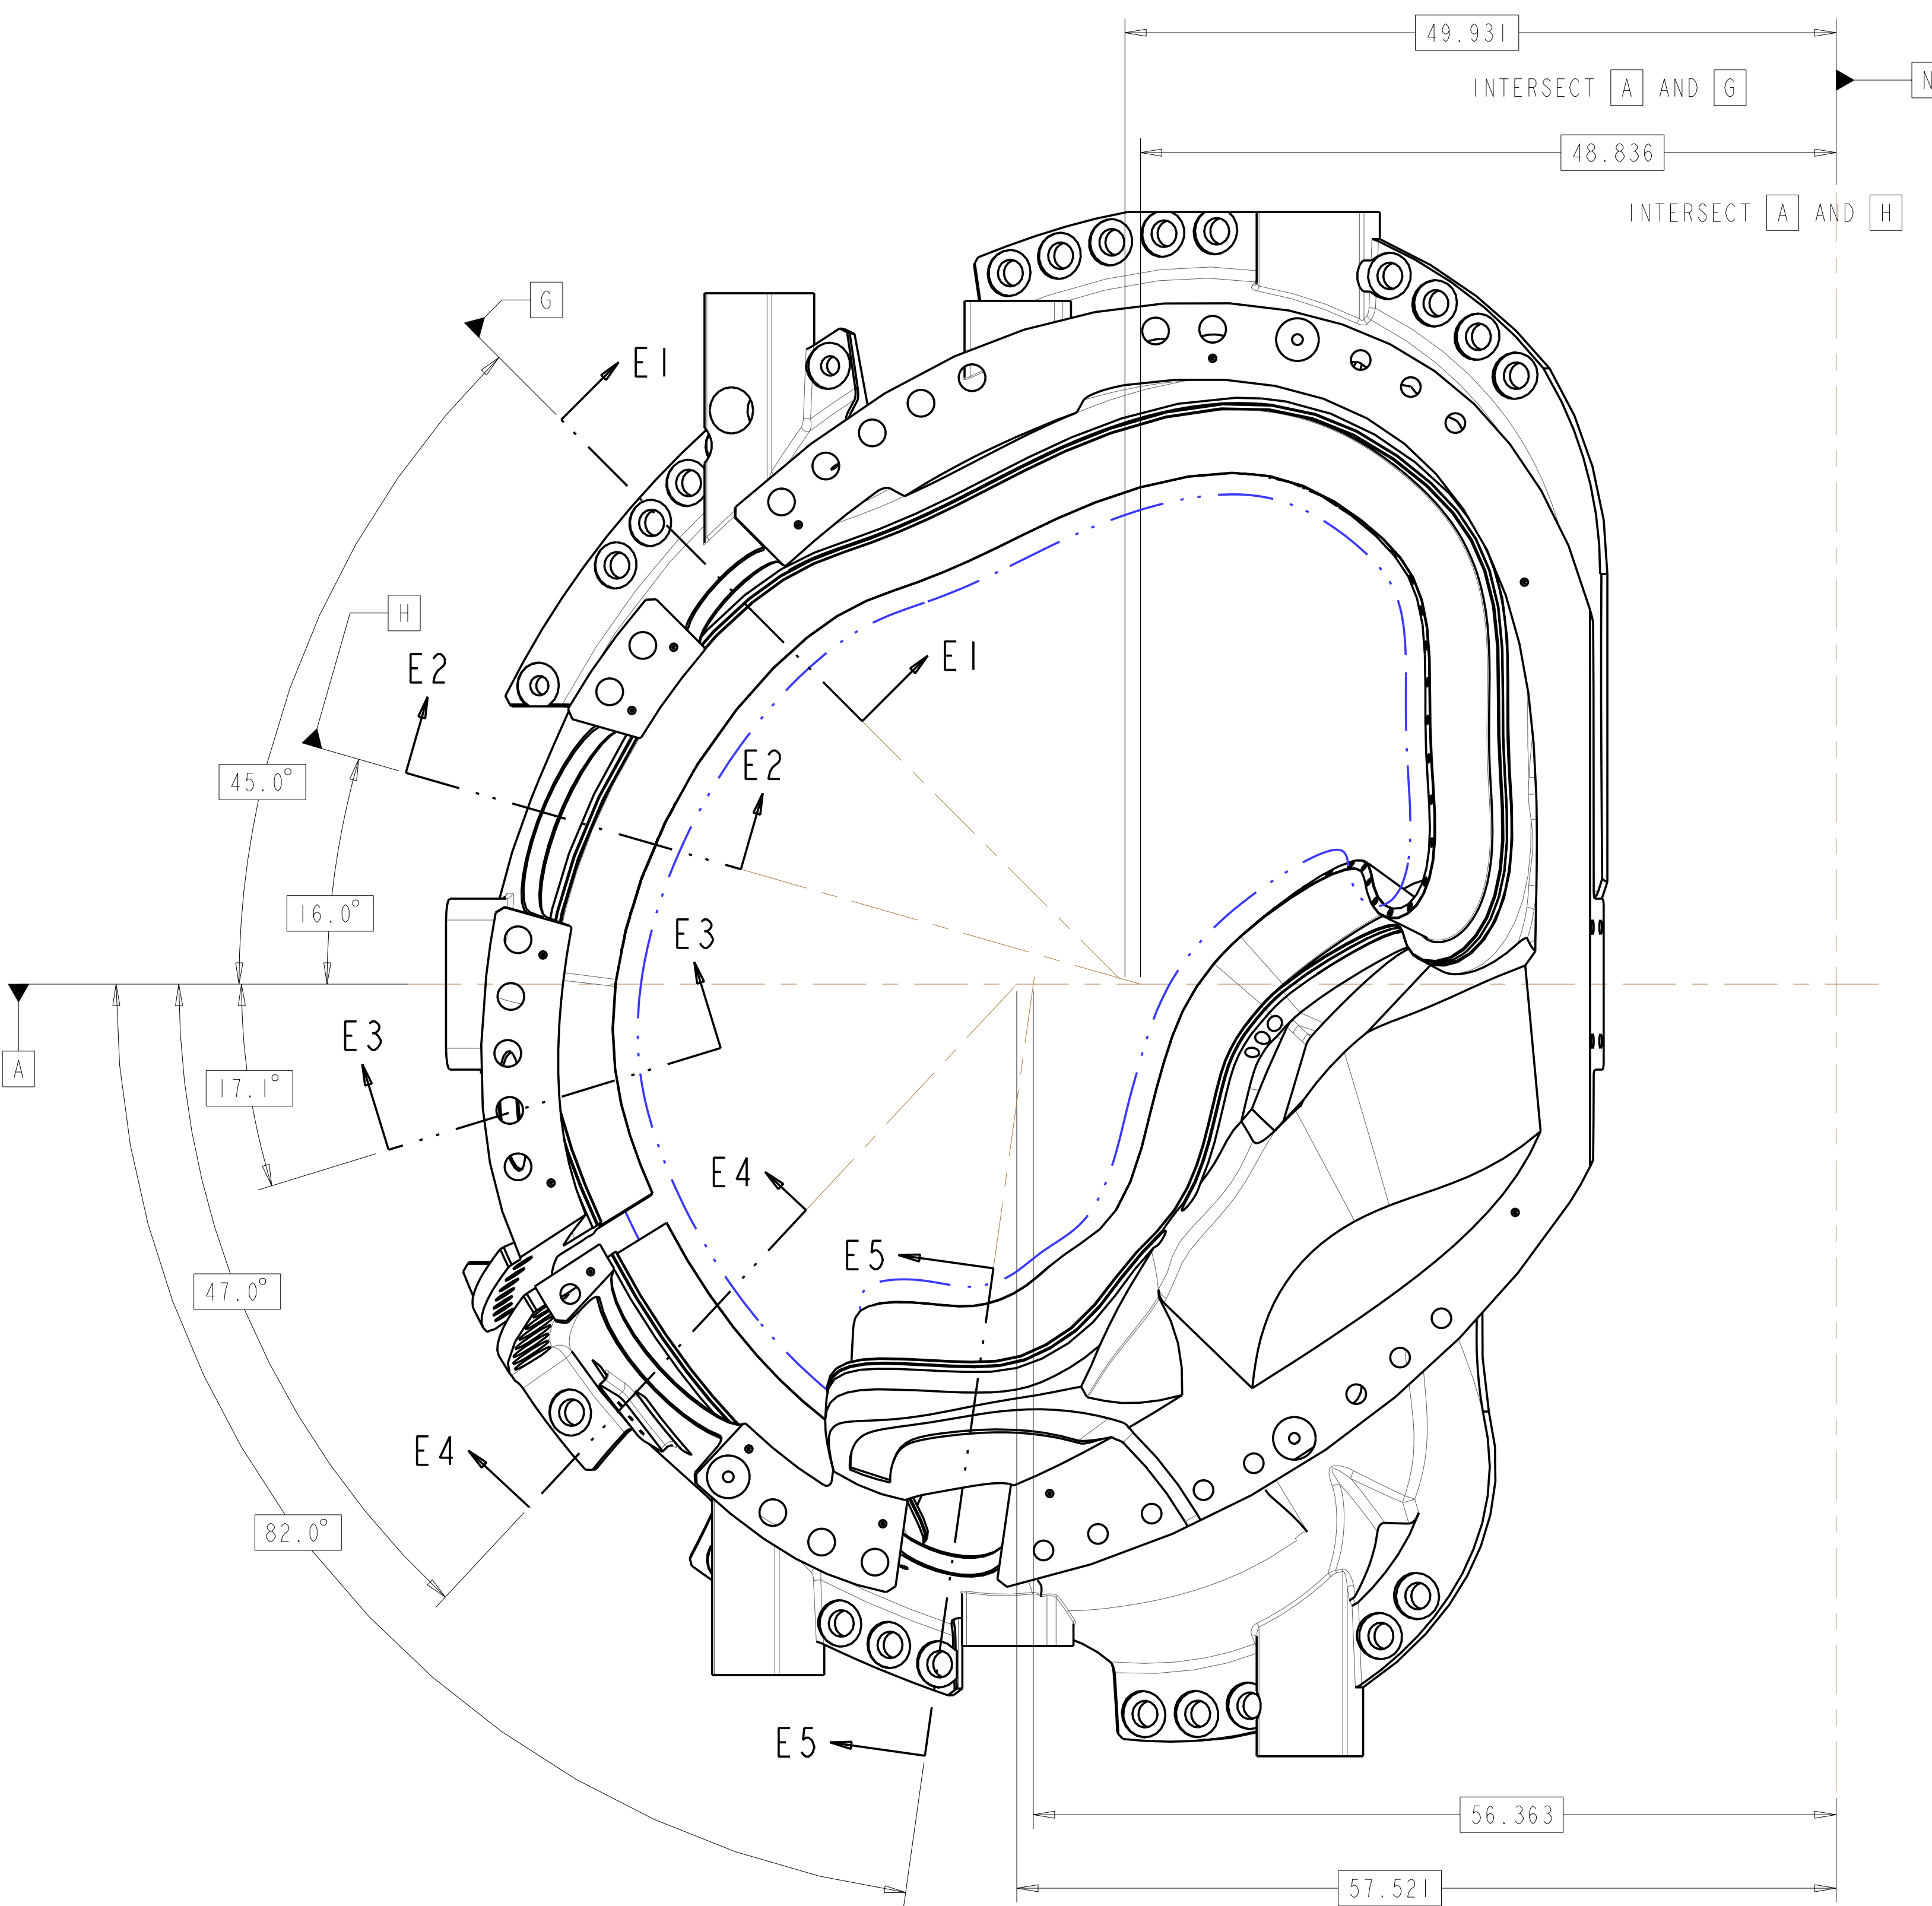 49.931
INTERSECT A AND G
N
48.836
INTERSECT A AND H
G
E1
H
E2
E1
E2
45.0°
16.0°
E3
E3
A
17.1°
E4
E5
47.0°
E4
82.0°
E5
56.363
57.521